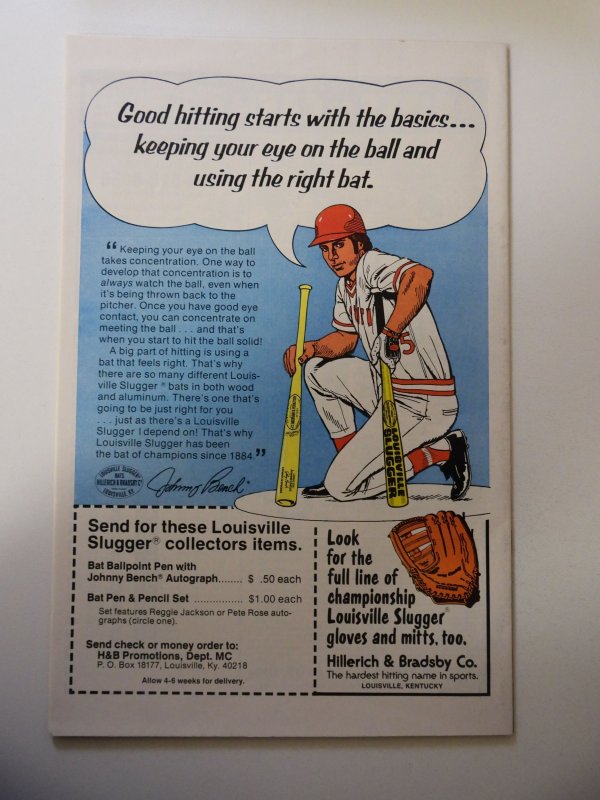 Good hitting starts with the basics...
keeping your eye on the ball and
using the right bat.
“ Keeping your eye on the ball
takes concentration. One way to
develop that concentration is to
always watch the ball, even when
it's being thrown back to the
pitcher. Once you have good eye
contact, you can concentrate on
meeting the ball . . . and that's
when you start to hit the ball solid!
A big part of hitting is using a
bat that feels right. That's why
there are so many different Louis-
ville Slugger ® bats in both wood
and aluminum. There's one that's
going to be just right for you
. . . just as there's a Louisville
Slugger I depend on! That's why
Louisville Slugger has been
the bat of champions since 1884. ”
LOUISVILLE SLUGGER
BATS
HILLERICH & BRADSBY Co
LOUISVILLE, KY.
Johnny Bench
5
LOUISVILLE
SLUGGER
Send for these Louisville
Slugger® collectors items.
Bat Ballpoint Pen with
Johnny Bench® Autograph....... $ .50 each
Bat Pen & Pencil Set ................ $1.00 each
Set features Reggie Jackson or Pete Rose auto-
graphs (circle one).
Send check or money order to:
H&B Promotions, Dept. MC
P. O. Box 18177, Louisville, Ky. 40218
Allow 4-6 weeks for delivery.
Look
for the
full line of
championship
Louisville Slugger
gloves and mitts, too.
Hillerich & Bradsby Co.
The hardest hitting name in sports.
LOUISVILLE, KENTUCKY